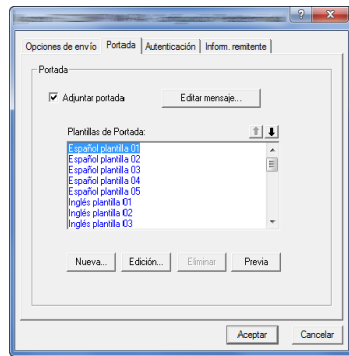 Opciones de envío Portada Autenticación Inform. remitente
Portada
Adjuntar portada Editar mensaje...
Plantillas de Portada:
Español plantilla 01
Español plantilla 02
Español plantilla 03
Español plantilla 04
Español plantilla 05
Inglés plantilla 01
Inglés plantilla 02
Inglés plantilla 03
Nueva... Edición... Eliminar Previa
Aceptar Cancelar